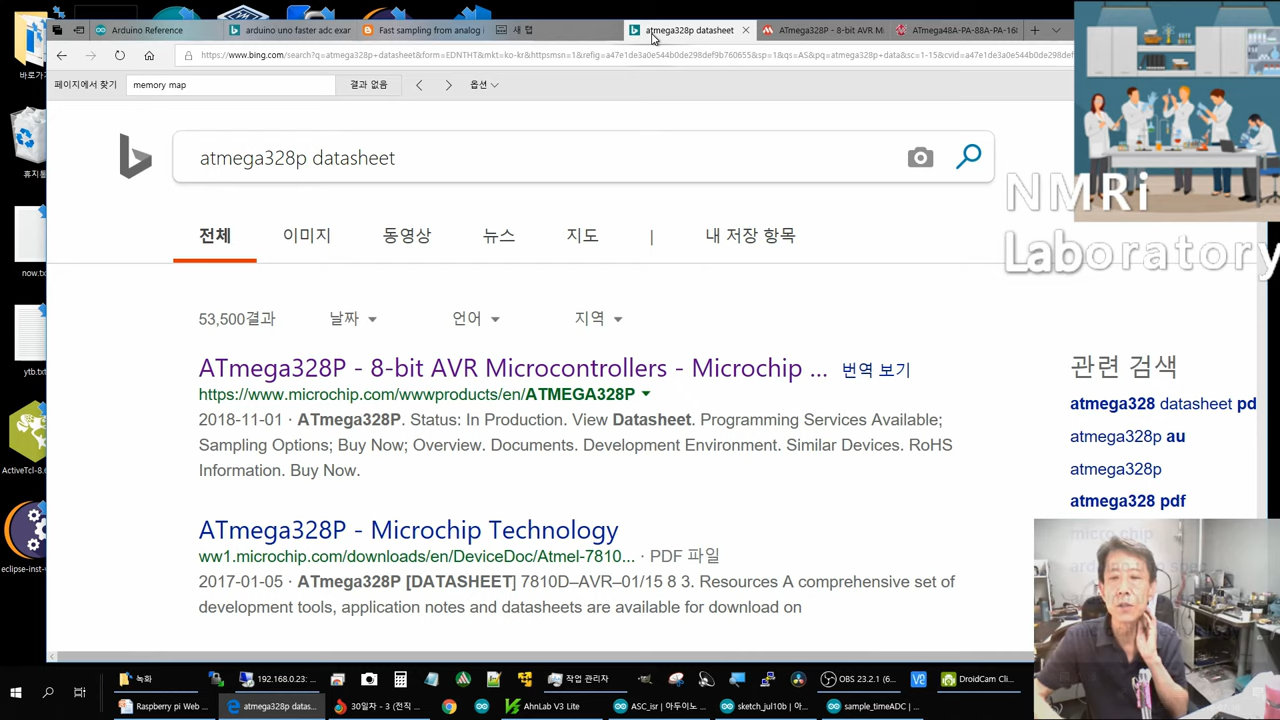 Arduino Reference
arduino uno faster adc exar
Fast sampling from analog i
새 탭
atmega328p datasheet
ATmega328P - 8-bit AVR Mi
ATmega48A-PA-88A-PA-16
바로가기
https://www.bing.com/search?q=atmega328p+datasheet&form=EDNTHT&mkt=ko-kr&httpsmsn=1&refig=a47e1de3a0e544b0de298def9b760655&sp=1&qs=AS&pq=atmega328p+data&sc=1-15&cvid=a47e1de3a0e544b0de298def
페이지에서 찾기
memory map
결과 없음
옵션
atmega328p datasheet
휴지통
NMRi
Laboratory
전체
이미지
동영상
뉴스
지도
|
내 저장 항목
now.tx
53,500결과
날짜
언어
지역
ytb.tx
ATmega328P - 8-bit AVR Microcontrollers - Microchip ...
번역 보기
https://www.microchip.com/wwwproducts/en/ATMEGA328P
2018-11-01 · ATmega328P. Status: In Production. View Datasheet. Programming Services Available;
Sampling Options; Buy Now; Overview. Documents. Development Environment. Similar Devices. RoHS
Information. Buy Now.
관련 검색
atmega328 datasheet pd
atmega328p au
atmega328p
atmega328 pdf
micro chip
ActiveTcl-8.6
ATmega328P - Microchip Technology
ww1.microchip.com/downloads/en/DeviceDoc/Atmel-7810... · PDF 파일
2017-01-05 · ATmega328P [DATASHEET] 7810D–AVR–01/15 8 3. Resources A comprehensive set of
development tools, application notes and datasheets are available for download on
eclipse-inst-
녹화
192.168.0.23: ...
작업 관리자
OBS 23.2.1 (6...
DroidCam Cli...
Raspberry pi Web ...
atmega328p datas...
30일차 - 3 (전직 ...
AhnLab V3 Lite
ASC_isr | 아두이노 ...
sketch_jul10b | 아...
sample_timeADC | ...